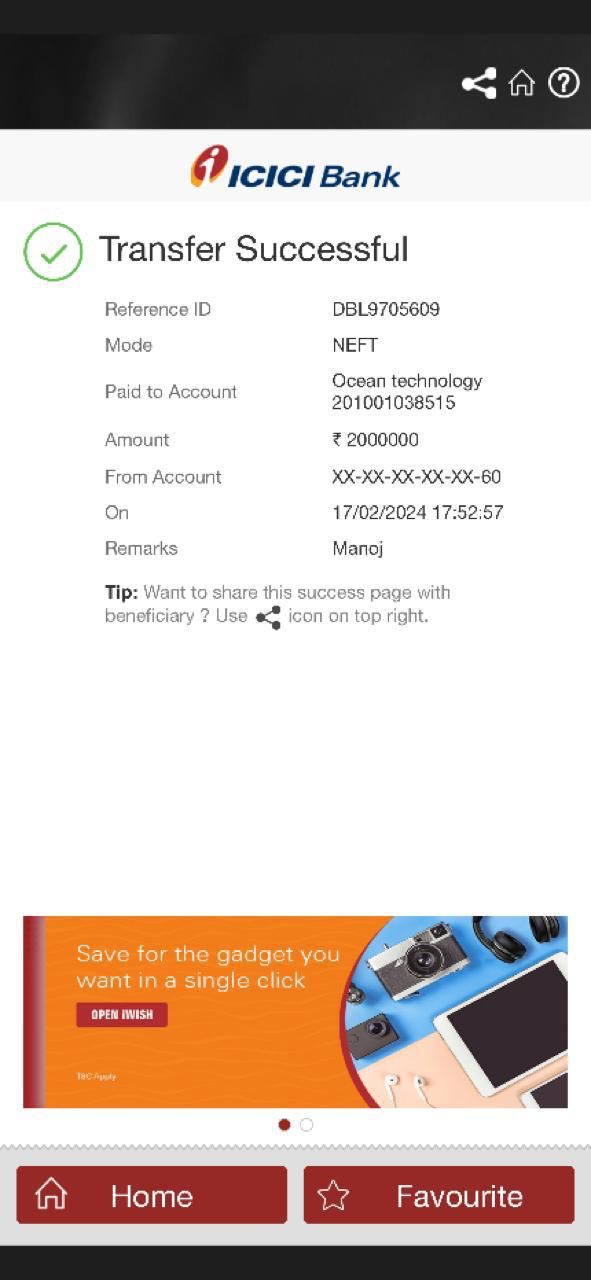 ICICI Bank
Transfer Successful
Reference ID DBL9705609
Mode NEFT
Paid to Account Ocean technology
201001038515
Amount ₹ 2000000
From Account XX-XX-XX-XX-XX-60
On 17/02/2024 17:52:57
Remarks Manoj
Tip: Want to share this success page with
beneficiary ? Use icon on top right.
Save for the gadget you
want in a single click
OPEN iWISH
T&C Apply
Home
Favourite